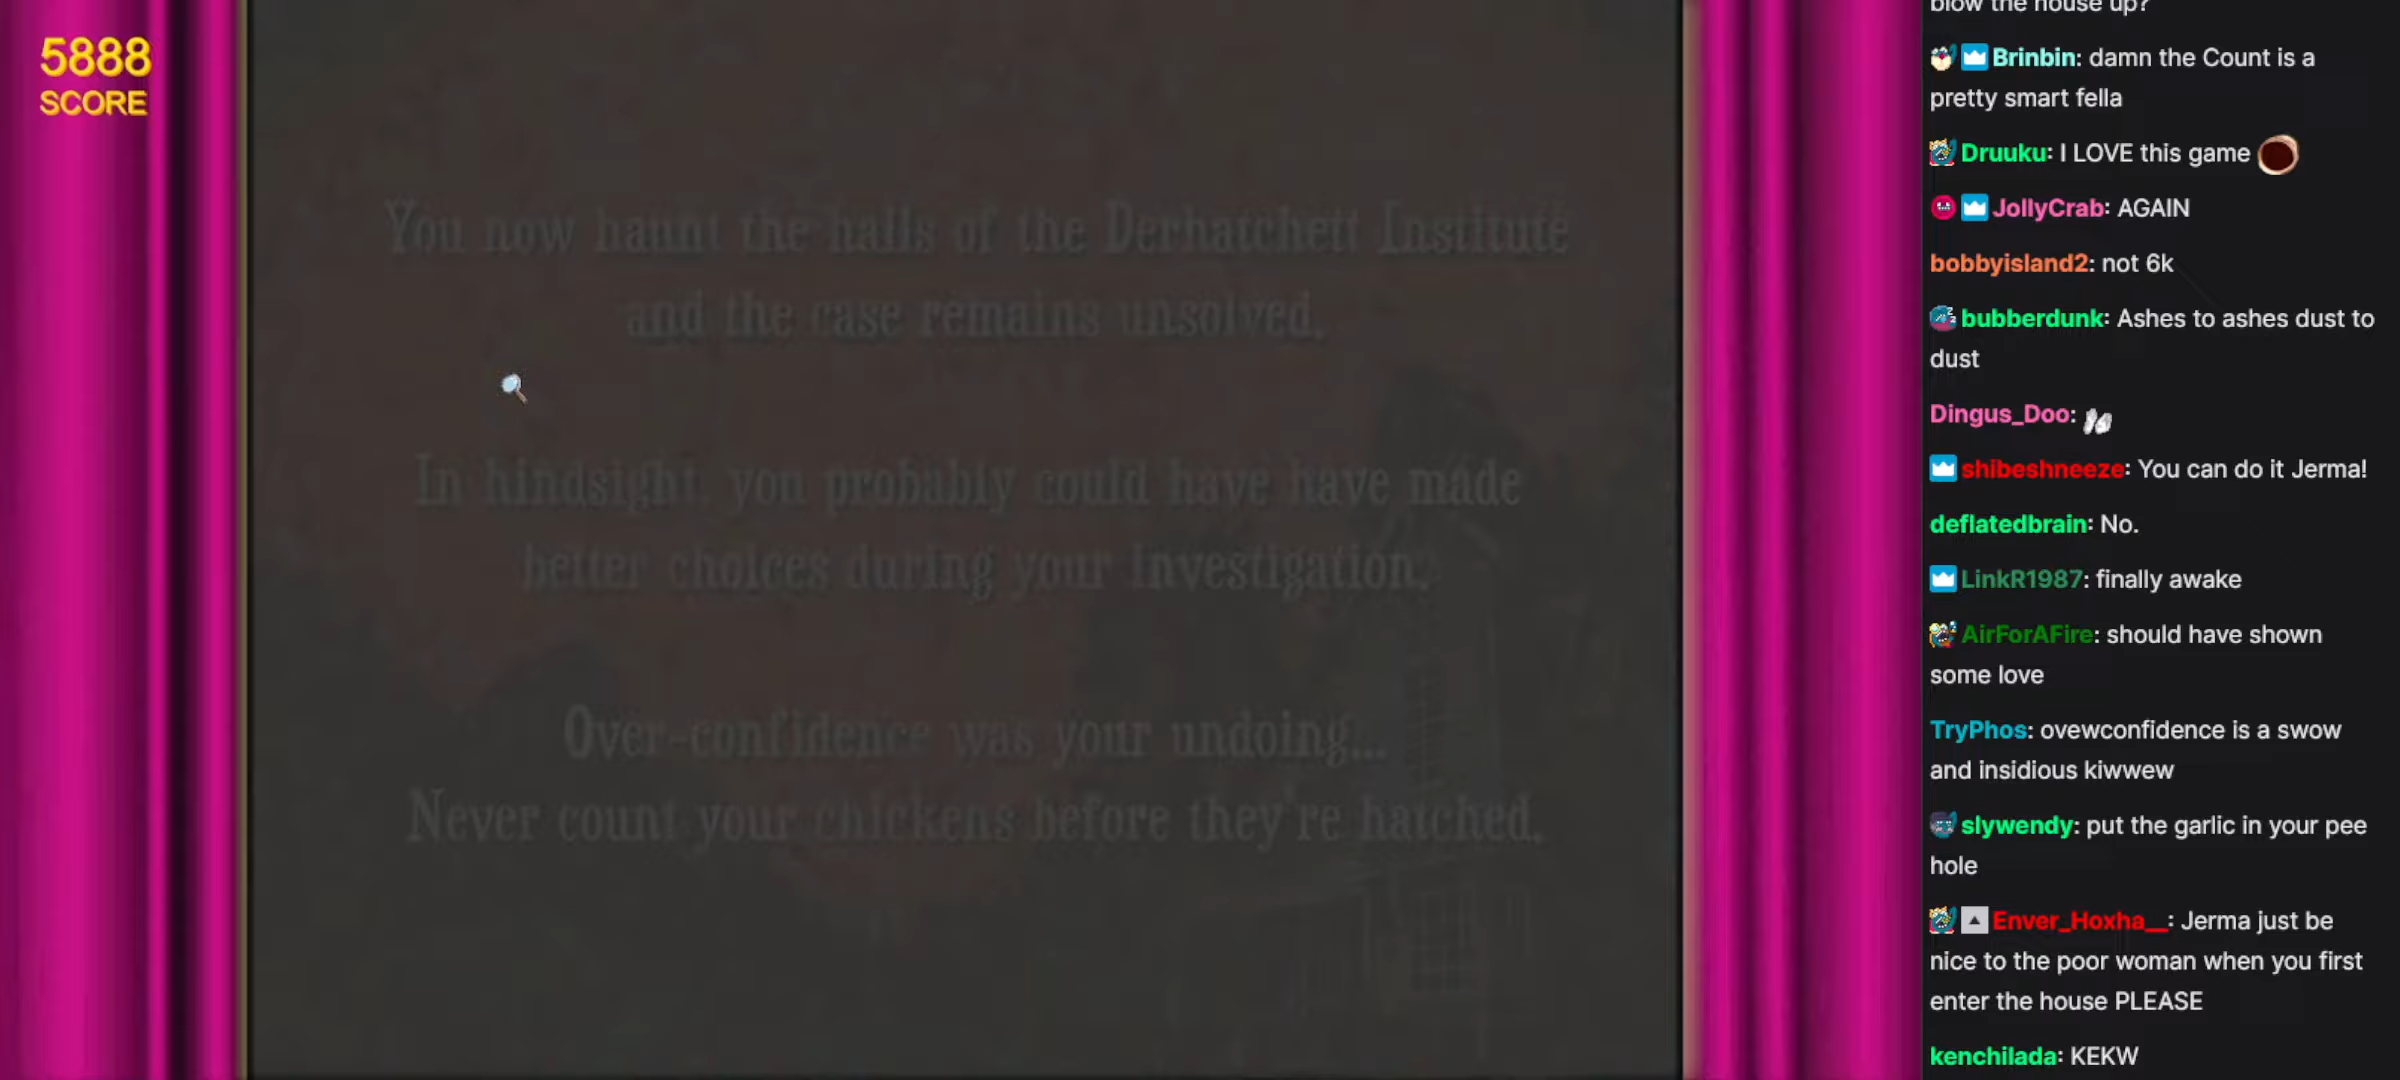 5888
SCORE
You now haunt the halls of the Derhatchett Institute
and the case remains unsolved.
In hindsight, you probably could have have made
better choices during your investigation.
Over-confidence was your undoing...
Never count your chickens before they're hatched.
blow the house up?
Brinbin: damn the Count is a
pretty smart fella
Druuku: I LOVE this game
JollyCrab: AGAIN
bobbyisland2: not 6k
bubberdunk: Ashes to ashes dust to
dust
Dingus_Doo:
shibeshneeze: You can do it Jerma!
deflatedbrain: No.
LinkR1987: finally awake
AirForAFire: should have shown
some love
TryPhos: ovewconfidence is a swow
and insidious kiwwew
slywendy: put the garlic in your pee
hole
Enver_Hoxha__: Jerma just be
nice to the poor woman when you first
enter the house PLEASE
kenchilada: KEKW